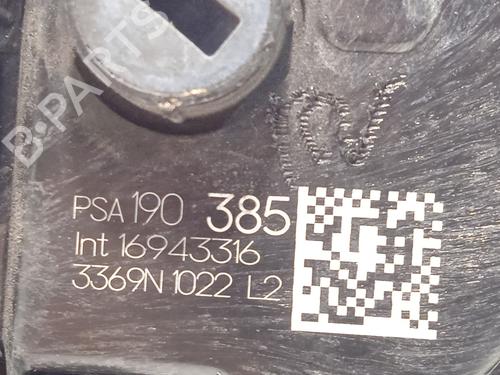 B-PARTS
PSA 190 385
Int 16943316
3369N 1022 L2